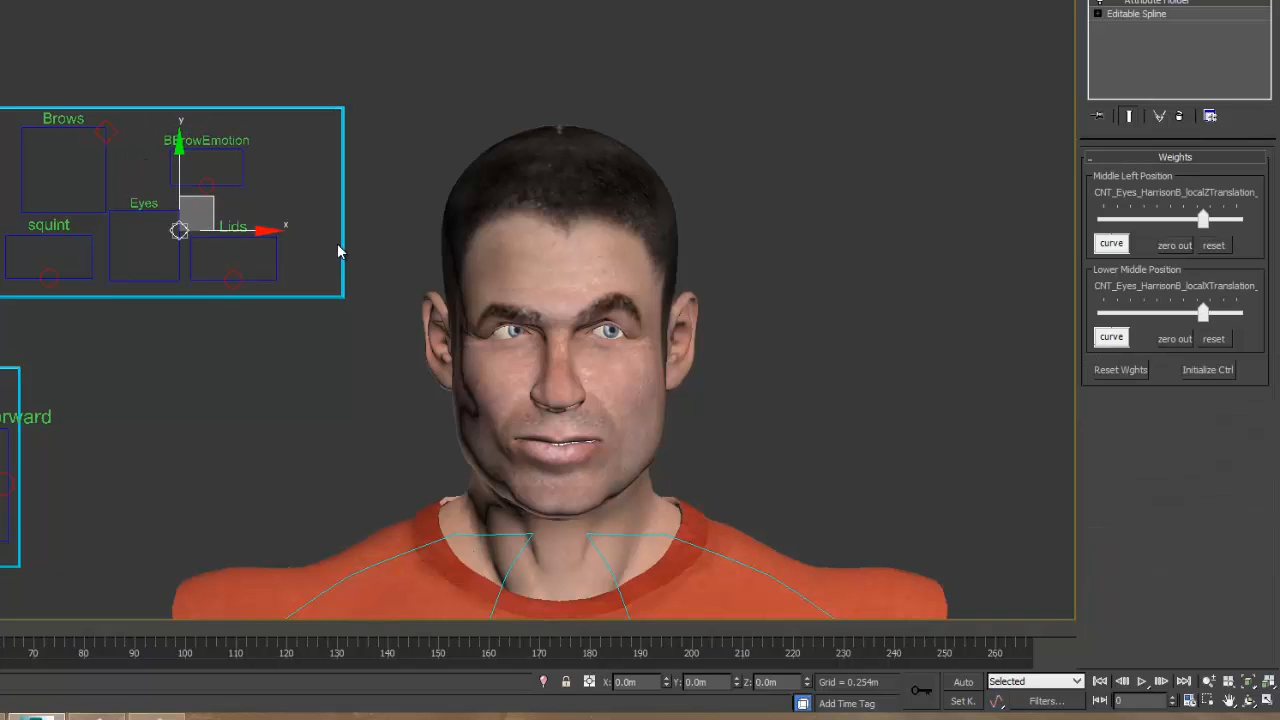 Attribute Holder
Editable Spline
Brows
BBrowEmotion
y
Eyes
squint
Lids
x
orward
Weights
Middle Left Position
CNT_Eyes_HarrisonB_localZTranslation_
curve
zero out
reset
Lower Middle Position
CNT_Eyes_HarrisonB_localXTranslation_
curve
zero out
reset
Reset Wghts
Initialize Ctrl
70 80 90 100 110 120 130 140 150 160 170 180 190 200 210 220 230 240 250 260
X: 0.0m Y: 0.0m Z: 0.0m Grid = 0.254m
Auto
Selected
Add Time Tag
Set K.
Filters...
0